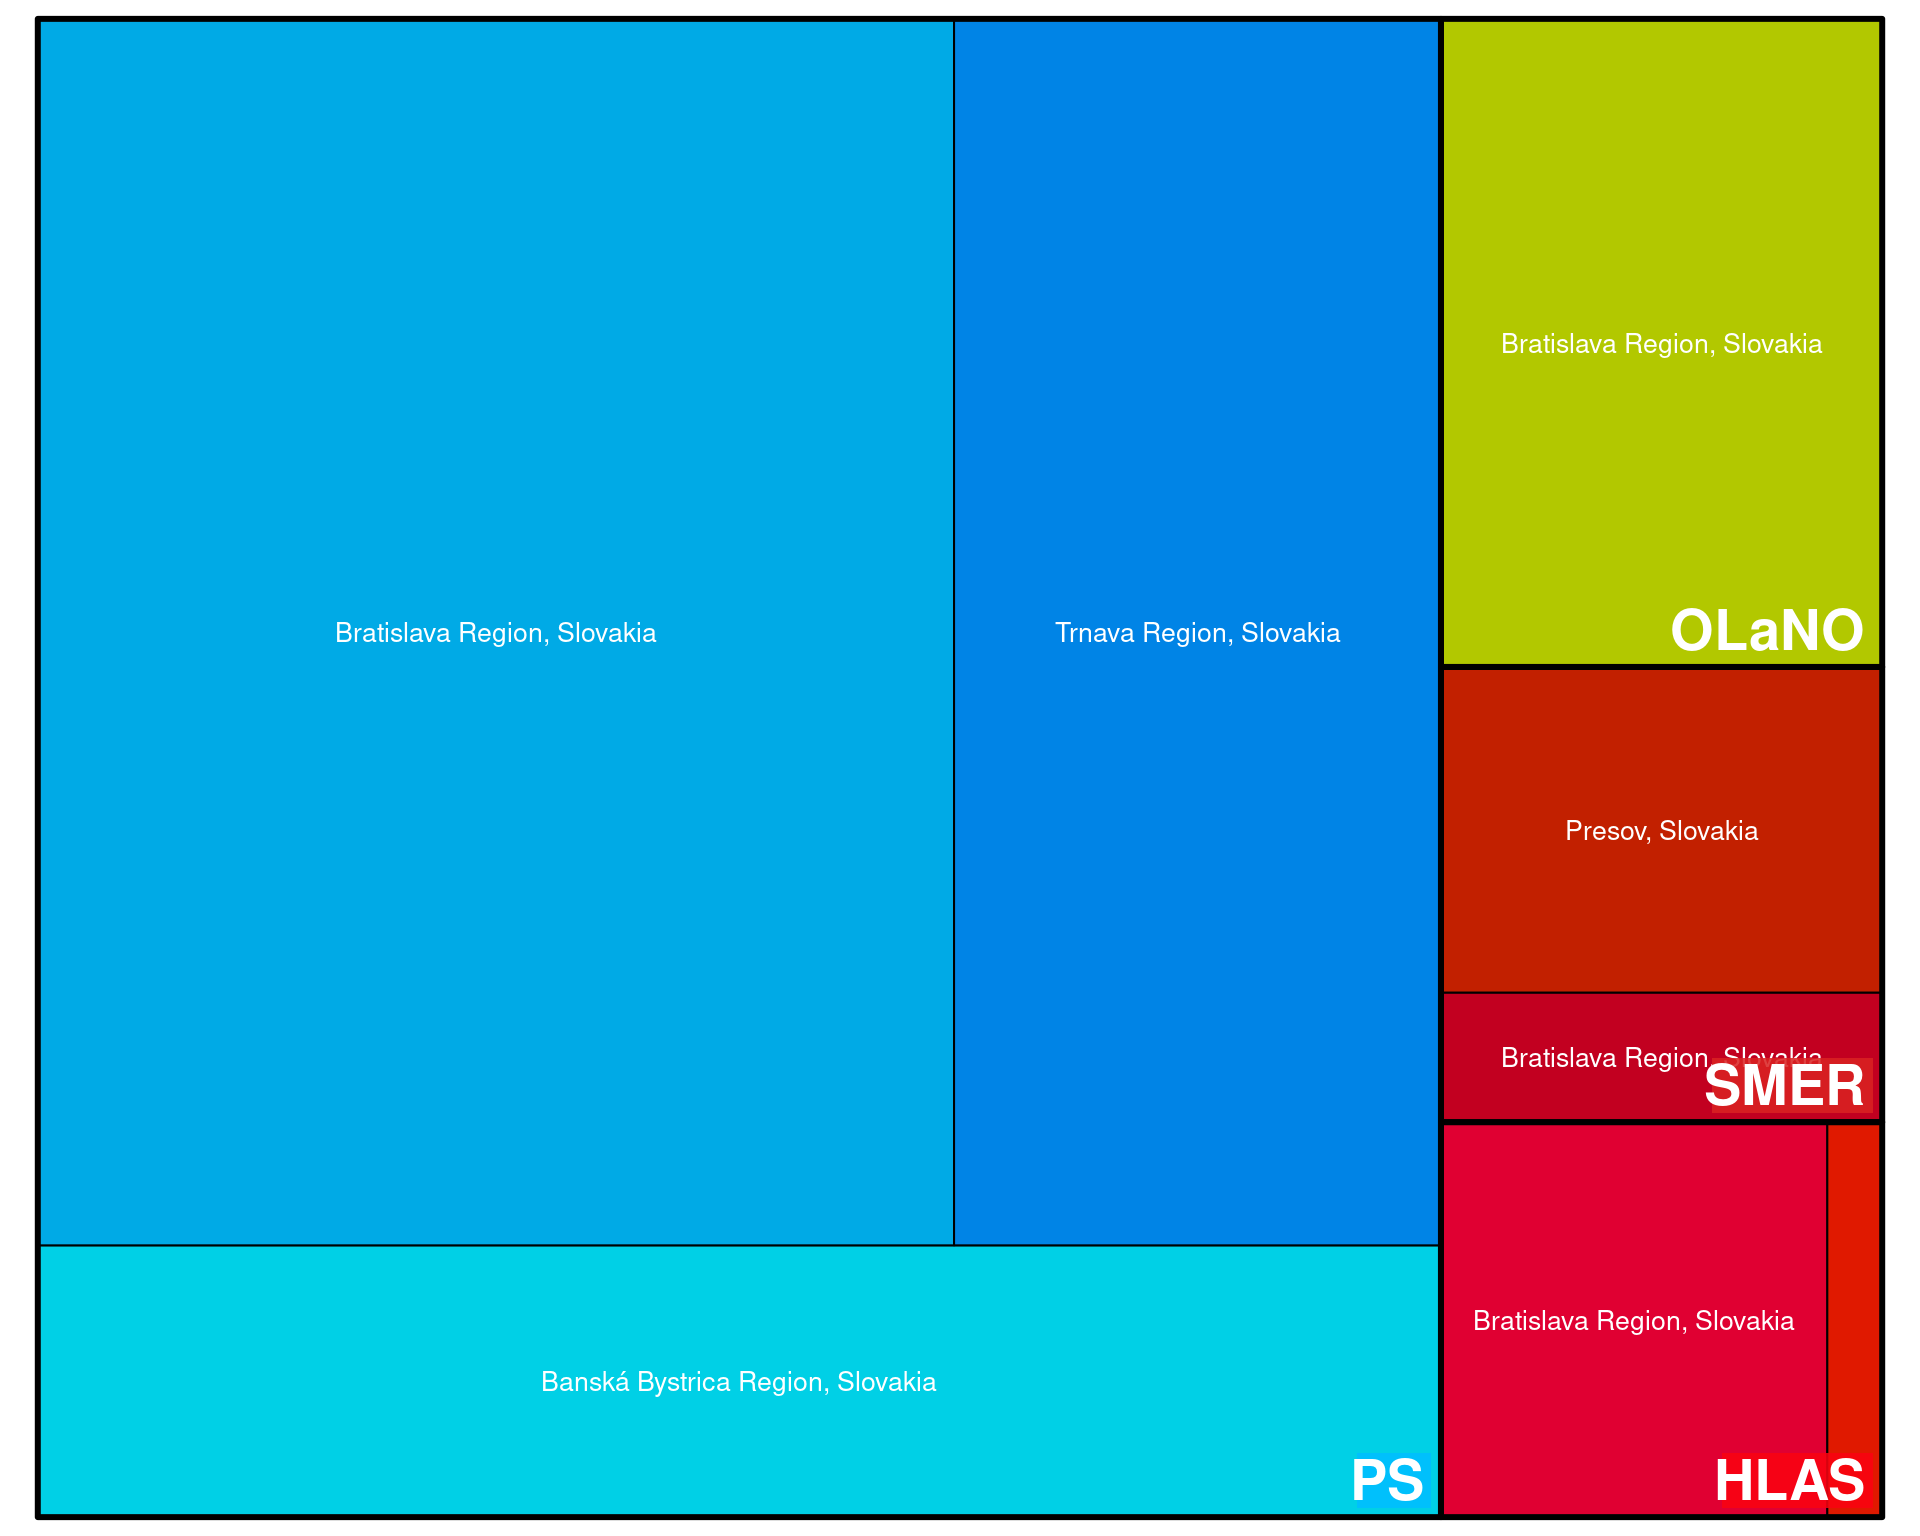 Bratislava Region, Slovakia
Trnava Region, Slovakia
Banská Bystrica Region, Slovakia
PS
Bratislava Region, Slovakia
OLaNO
Presov, Slovakia
Bratislava Region, Slovakia
SMER
Bratislava Region, Slovakia
HLAS